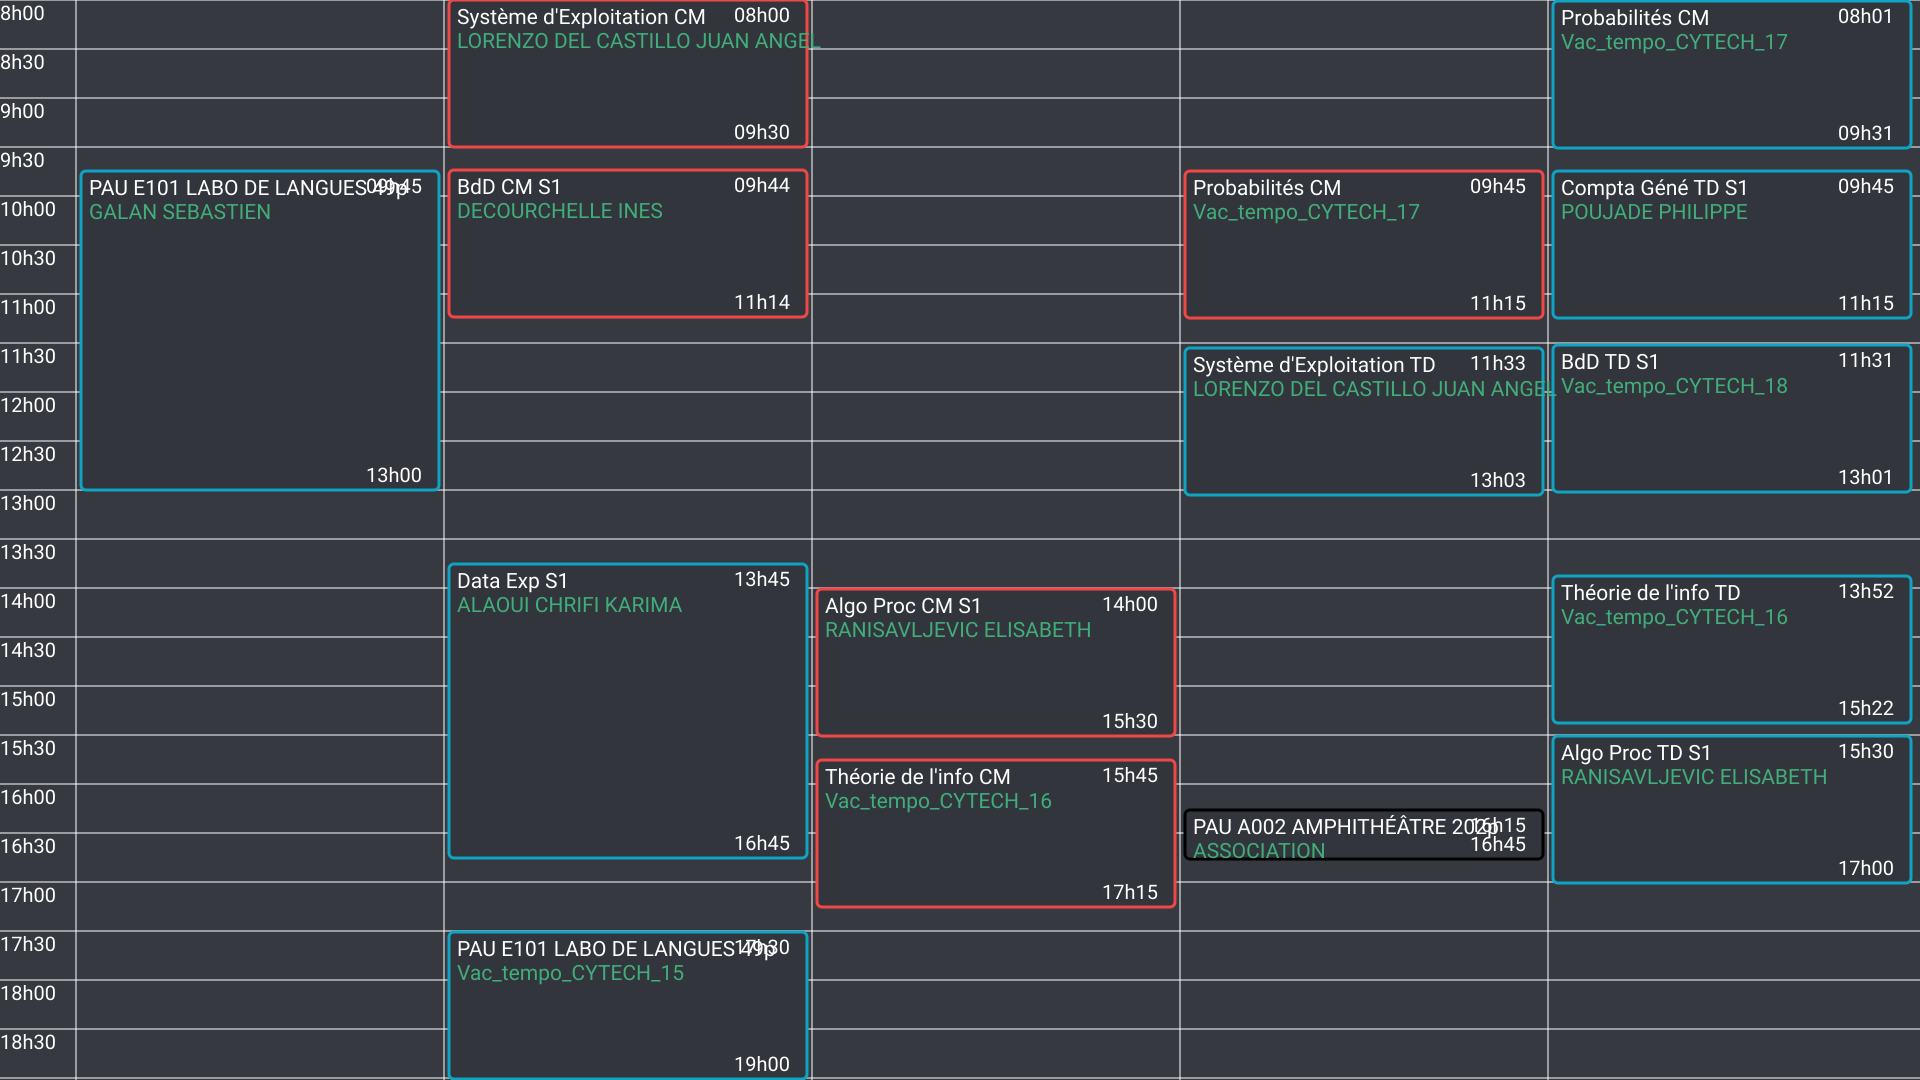 8h00
8h30
9h00
9h30
10h00
10h30
11h00
11h30
12h00
12h30
13h00
13h30
14h00
14h30
15h00
15h30
16h00
16h30
17h00
17h30
18h00
18h30
PAU E101 LABO DE LANGUES 49p 09h45
GALAN SEBASTIEN
13h00
Système d'Exploitation CM 08h00
LORENZO DEL CASTILLO JUAN ANGEL
09h30
BdD CM S1 09h44
DECOURCHELLE INES
11h14
Data Exp S1 13h45
ALAOUI CHRIFI KARIMA
16h45
PAU E101 LABO DE LANGUES 49p 17h30
Vac_tempo_CYTECH_15
19h00
Algo Proc CM S1 14h00
RANISAVLJEVIC ELISABETH
15h30
Théorie de l'info CM 15h45
Vac_tempo_CYTECH_16
17h15
Probabilités CM 09h45
Vac_tempo_CYTECH_17
11h15
Système d'Exploitation TD 11h33
LORENZO DEL CASTILLO JUAN ANGEL
13h03
PAU A002 AMPHITHÉÂTRE 202p 16h15
ASSOCIATION 16h45
Probabilités CM 08h01
Vac_tempo_CYTECH_17
09h31
Compta Géné TD S1 09h45
POUJADE PHILIPPE
11h15
BdD TD S1 11h31
Vac_tempo_CYTECH_18
13h01
Théorie de l'info TD 13h52
Vac_tempo_CYTECH_16
15h22
Algo Proc TD S1 15h30
RANISAVLJEVIC ELISABETH
17h00